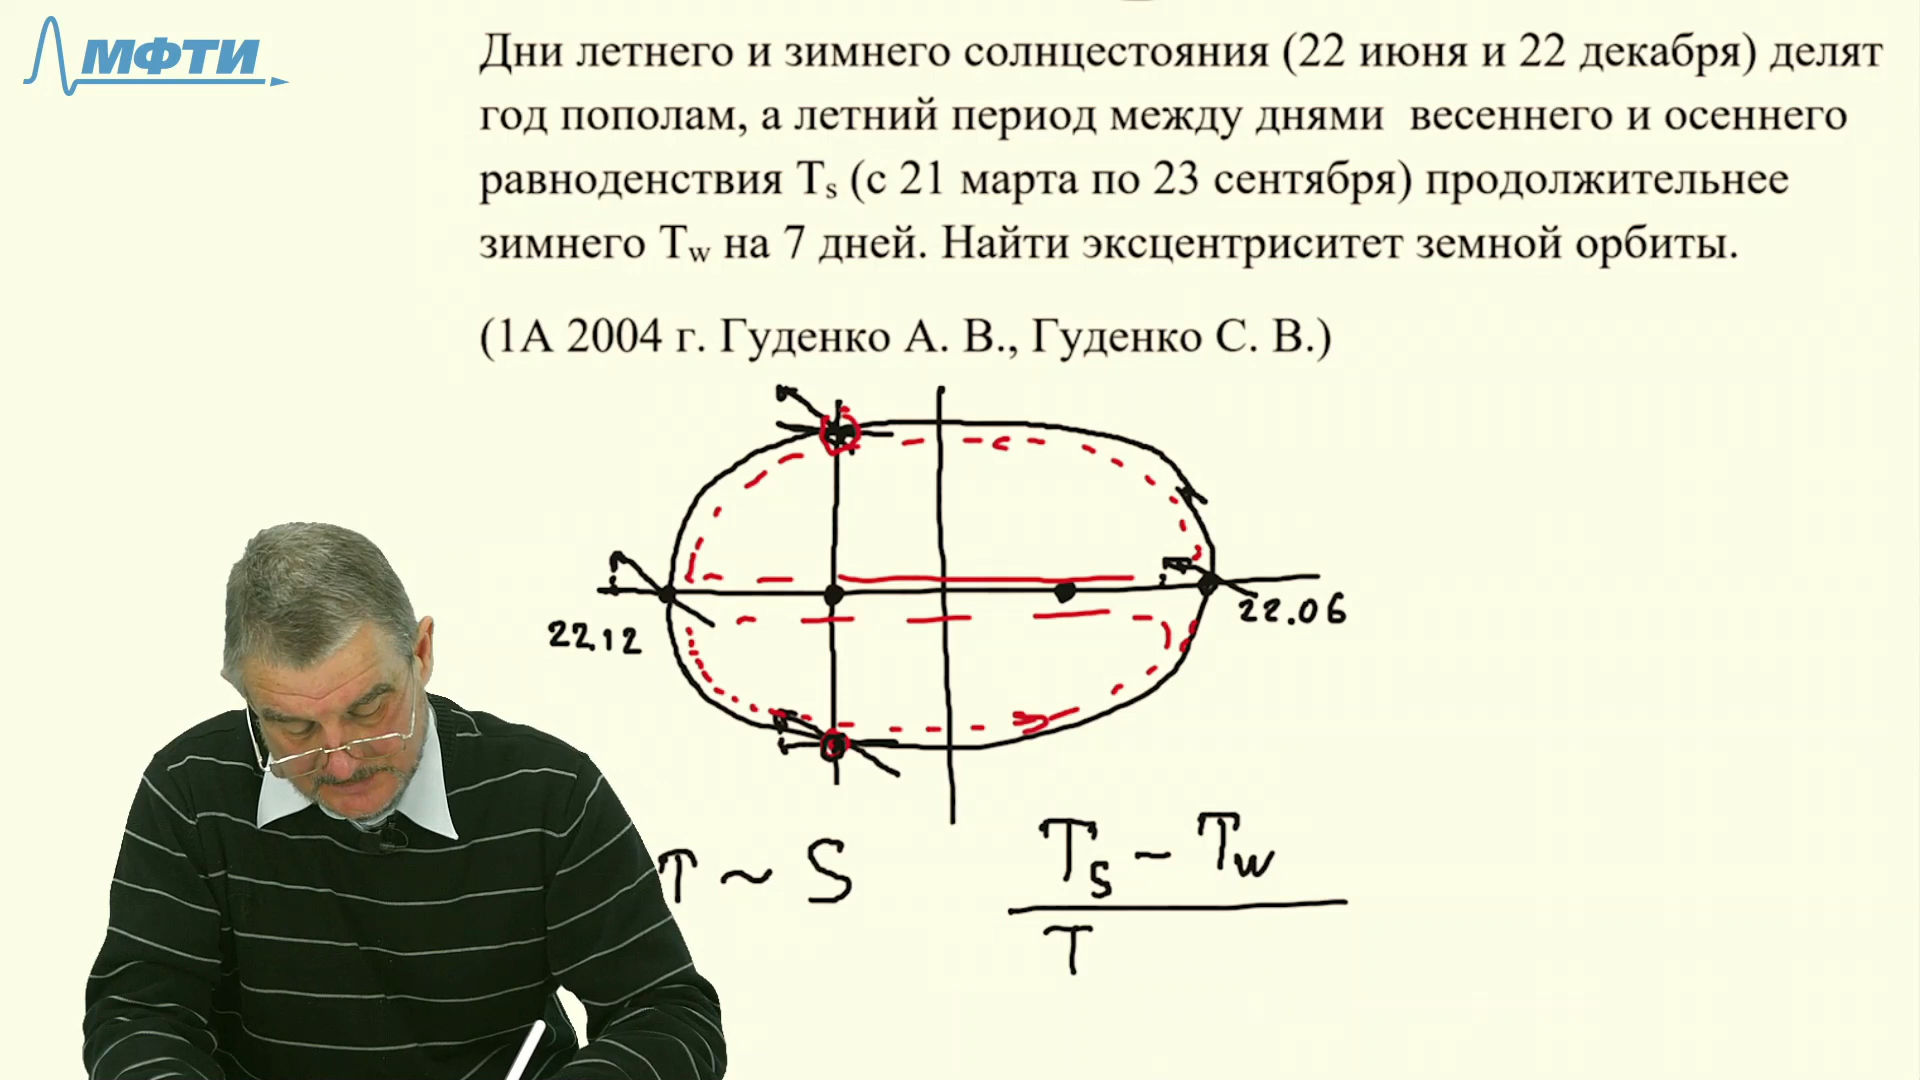 МФТИ
Дни летнего и зимнего солнцестояния (22 июня и 22 декабря) делят
год пополам, а летний период между днями весеннего и осеннего
равноденствия Tₛ (с 21 марта по 23 сентября) продолжительнее
зимнего T_w на 7 дней. Найти эксцентриситет земной орбиты.
(1А 2004 г. Гуденко А. В., Гуденко С. В.)
22.12
22.06
T ~ S
T_S - T_W
T